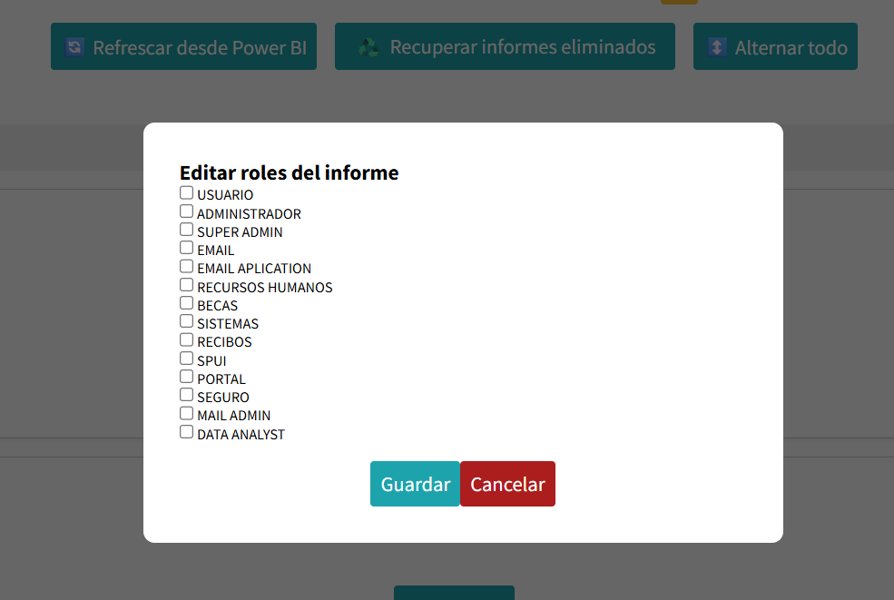 Refrescar desde Power BI
Recuperar informes eliminados
Alternar todo
Editar roles del informe
USUARIO
ADMINISTRADOR
SUPER ADMIN
EMAIL
EMAIL APLICATION
RECURSOS HUMANOS
BECAS
SISTEMAS
RECIBOS
SPUI
PORTAL
SEGURO
MAIL ADMIN
DATA ANALYST
Guardar
Cancelar